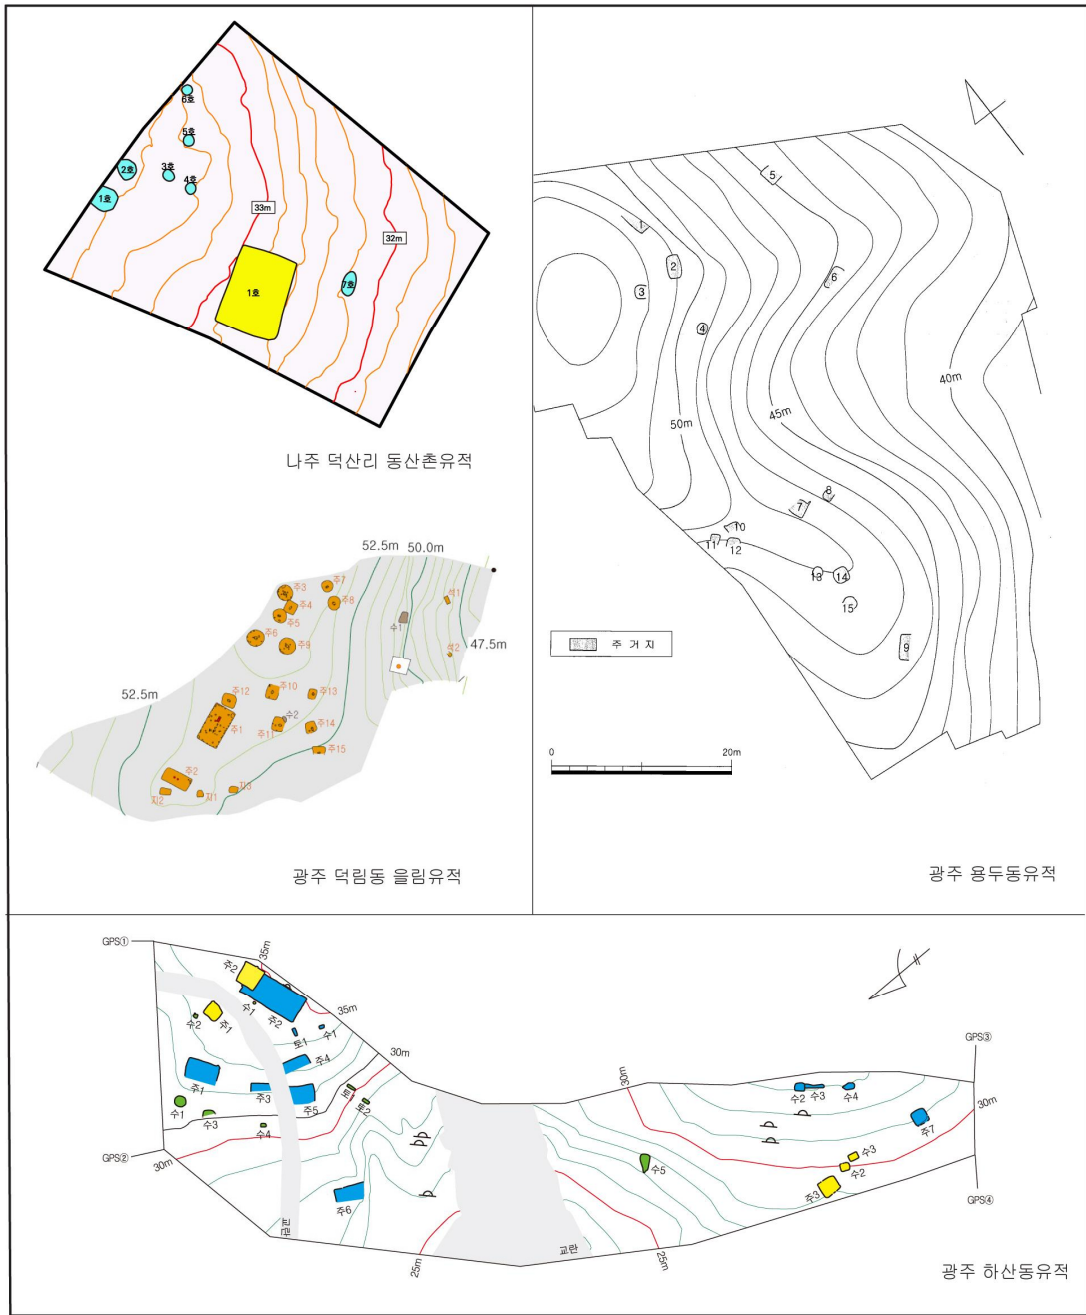 6호
5호
2호
3호
4호
1호
33m
32m
1호
7호
나주 덕산리 동산촌유적
5
1
2
3
6
4
40m
45m
50m
8
7
10
11
12
13
14
15
9
주 거 지
0
20m
광주 용두동유적
52.5m
50.0m
주3
주7
주4
주8
석1
주5
수1
주6
주9
석2
47.5m
52.5m
주12
주10
주13
수2
주1
주11
주14
주15
주2
지2
지1
지3
광주 덕림동 을림유적
GPS①
35m
주2
수1
35m
수2
주1
주2
토1
수1
주4
30m
주1
주3
주5
토1
토2
수1
수3
수4
GPS②
30m
주6
교란
25m
30m
GPS③
수2
수3
수4
30m
주7
수5
수3
수2
주3
GPS④
교란
25m
광주 하산동유적